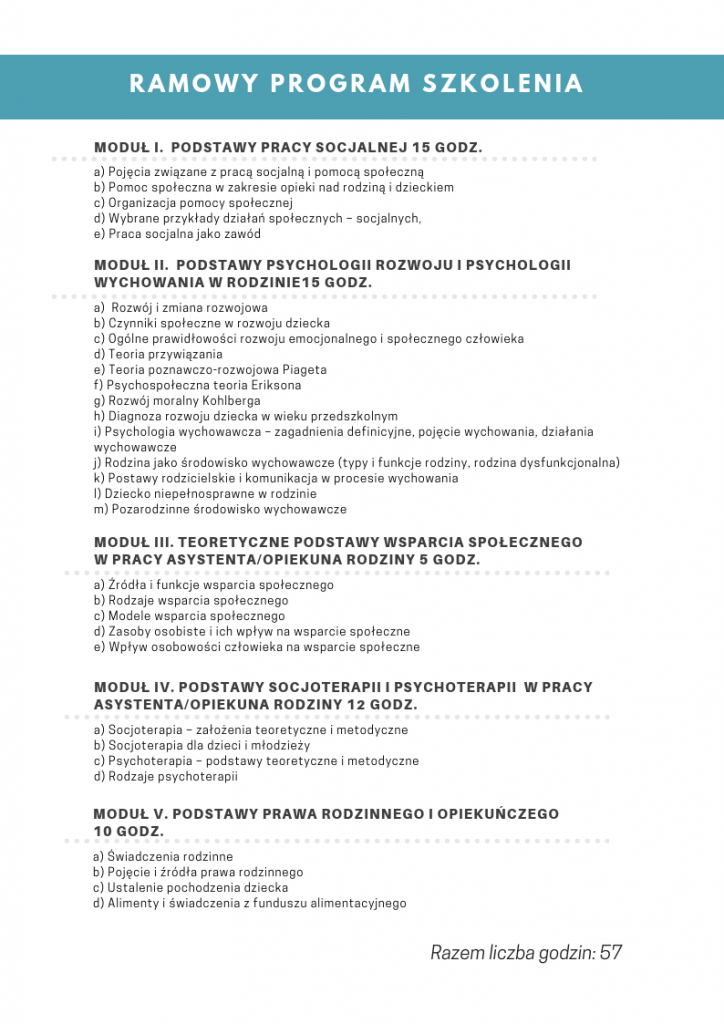 RAMOWY PROGRAM SZKOLENIA
MODUŁ I. PODSTAWY PRACY SOCJALNEJ 15 GODZ.
a) Pojęcia związane z pracą socjalną i pomocą społeczną
b) Pomoc społeczna w zakresie opieki nad rodziną i dzieckiem
c) Organizacja pomocy społecznej
d) Wybrane przykłady działań społecznych – socjalnych,
e) Praca socjalna jako zawód
MODUŁ II. PODSTAWY PSYCHOLOGII ROZWOJU I PSYCHOLOGII
WYCHOWANIA W RODZINIE15 GODZ.
a) Rozwój i zmiana rozwojowa
b) Czynniki społeczne w rozwoju dziecka
c) Ogólne prawidłowości rozwoju emocjonalnego i społecznego człowieka
d) Teoria przywiązania
e) Teoria poznawczo-rozwojowa Piageta
f) Psychospołeczna teoria Eriksona
g) Rozwój moralny Kohlberga
h) Diagnoza rozwoju dziecka w wieku przedszkolnym
i) Psychologia wychowawcza – zagadnienia definicyjne, pojęcie wychowania, działania
wychowawcze
j) Rodzina jako środowisko wychowawcze (typy i funkcje rodziny, rodzina dysfunkcjonalna)
k) Postawy rodzicielskie i komunikacja w procesie wychowania
l) Dziecko niepełnosprawne w rodzinie
m) Pozarodzinne środowisko wychowawcze
MODUŁ III. TEORETYCZNE PODSTAWY WSPARCIA SPOŁECZNEGO
W PRACY ASYSTENTA/OPIEKUNA RODZINY 5 GODZ.
a) Źródła i funkcje wsparcia społecznego
b) Rodzaje wsparcia społecznego
c) Modele wsparcia społecznego
d) Zasoby osobiste i ich wpływ na wsparcie społeczne
e) Wpływ osobowości człowieka na wsparcie społeczne
MODUŁ IV. PODSTAWY SOCJOTERAPII I PSYCHOTERAPII W PRACY
ASYSTENTA/OPIEKUNA RODZINY 12 GODZ.
a) Socjoterapia – założenia teoretyczne i metodyczne
b) Socjoterapia dla dzieci i młodzieży
c) Psychoterapia – podstawy teoretyczne i metodyczne
d) Rodzaje psychoterapii
MODUŁ V. PODSTAWY PRAWA RODZINNEGO I OPIEKUŃCZEGO
10 GODZ.
a) Świadczenia rodzinne
b) Pojęcie i źródła prawa rodzinnego
c) Ustalenie pochodzenia dziecka
d) Alimenty i świadczenia z funduszu alimentacyjnego
Razem liczba godzin: 57